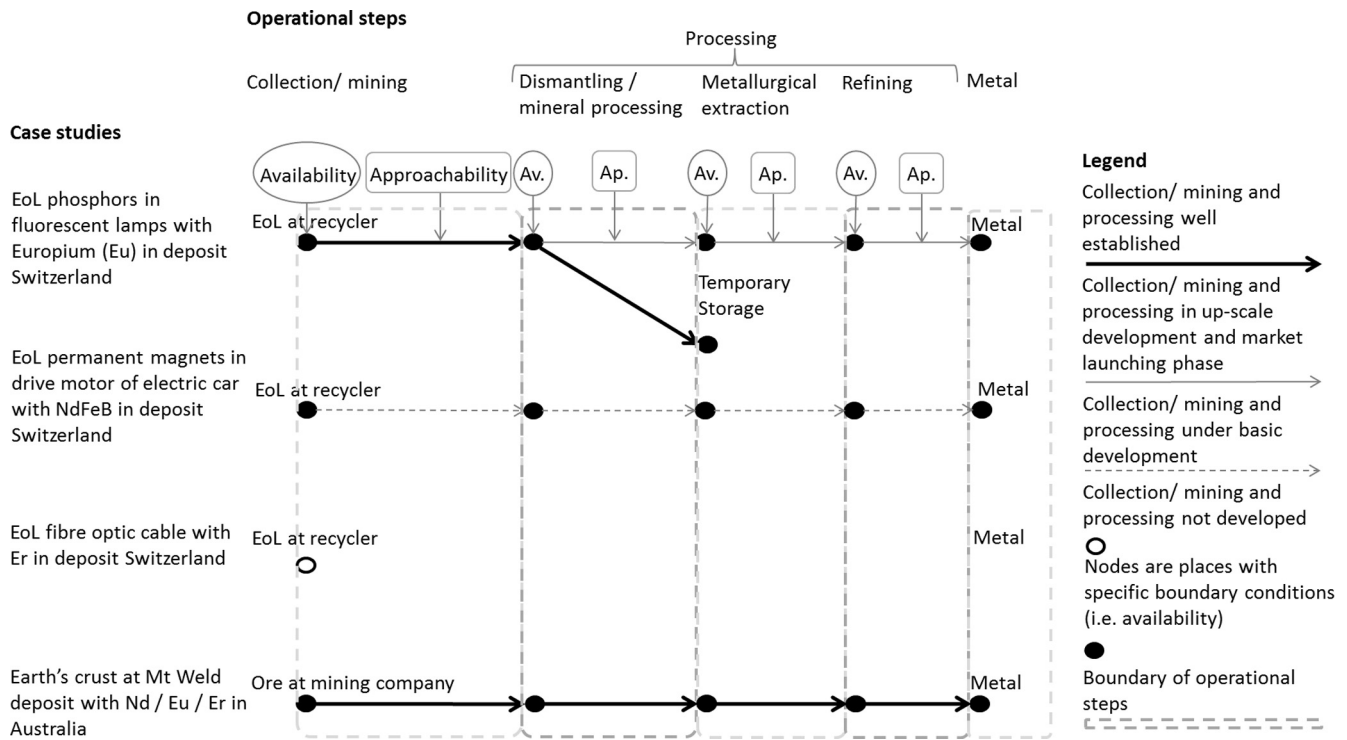 Operational steps
Processing
Collection/ mining
Dismantling /
mineral processing
Metallurgical
extraction
Refining
Metal
Case studies
Availability
Approachability
Av.
Ap.
Av.
Ap.
Av.
Ap.
EoL phosphors in
fluorescent lamps with
Europium (Eu) in deposit
Switzerland
EoL at recycler
Metal
Temporary
Storage
EoL permanent magnets in
drive motor of electric car
with NdFeB in deposit
Switzerland
EoL at recycler
Metal
EoL fibre optic cable with
Er in deposit Switzerland
EoL at recycler
Metal
Earth’s crust at Mt Weld
deposit with Nd / Eu / Er in
Australia
Ore at mining company
Metal
Legend
Collection/ mining and
processing well
established
Collection/ mining and
processing in up-scale
development and market
launching phase
Collection/ mining and
processing under basic
development
Collection/ mining and
processing not developed
Nodes are places with
specific boundary conditions
(i.e. availability)
Boundary of operational
steps